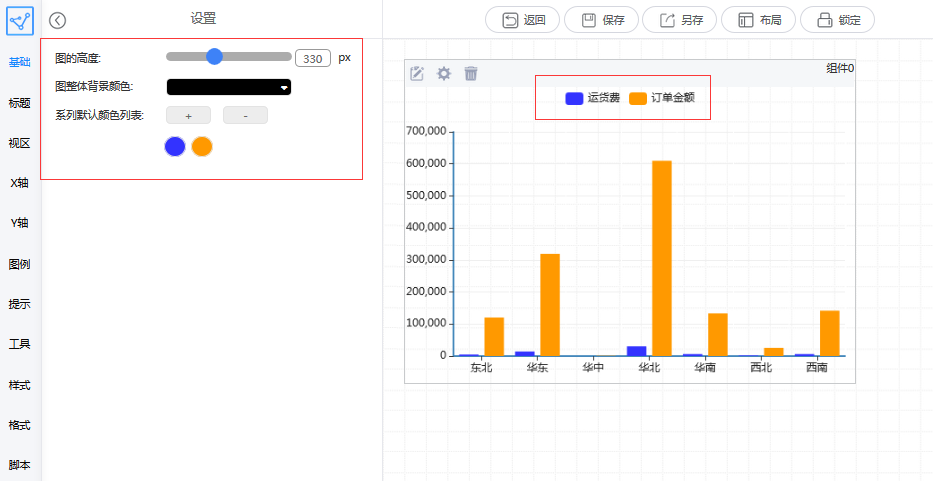 设置
返回
保存
另存
布局
锁定
基础
标题
视区
X轴
Y轴
图例
提示
工具
样式
格式
脚本
图的高度:
330 px
图整体背景颜色:
系列默认颜色列表:
+ -
组件0
运货费 订单金额
700,000
600,000
500,000
400,000
300,000
200,000
100,000
0
东北 华东 华中 华北 华南 西北 西南